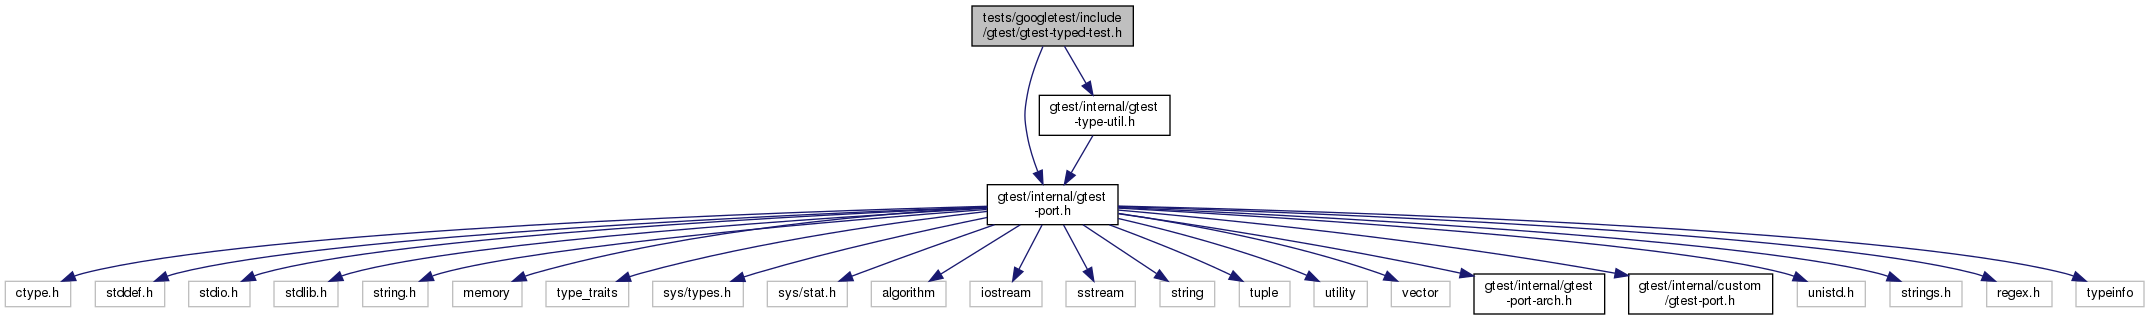 tests/googletest/include
/gtest/gtest-typed-test.h
gtest/internal/gtest
-type-util.h
gtest/internal/gtest
-port.h
ctype.h
stddef.h
stdio.h
stdlib.h
string.h
memory
type_traits
sys/types.h
sys/stat.h
algorithm
iostream
sstream
string
tuple
utility
vector
gtest/internal/gtest
-port-arch.h
gtest/internal/custom
/gtest-port.h
unistd.h
strings.h
regex.h
typeinfo